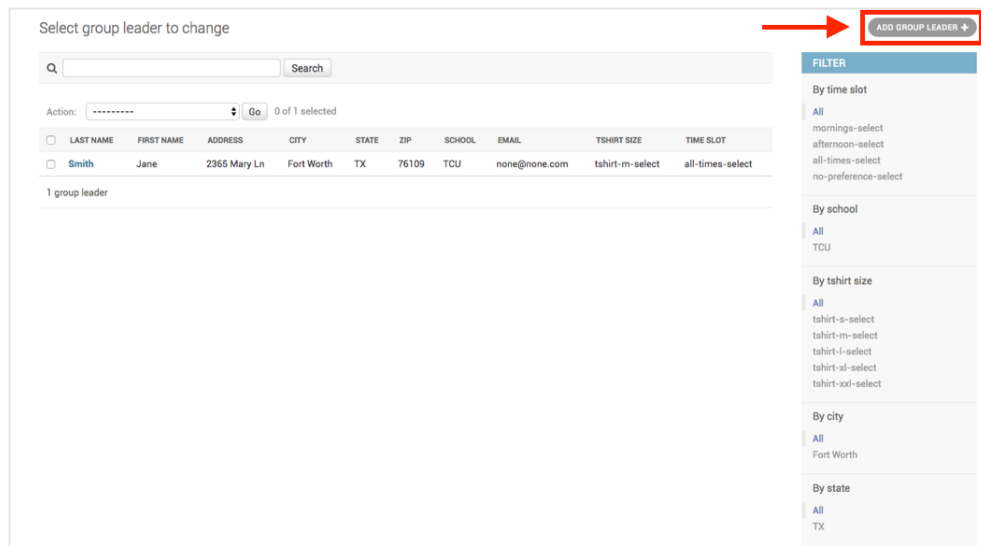 Select group leader to change
ADD GROUP LEADER +
Search
Action: --------- Go 0 of 1 selected
LAST NAME FIRST NAME ADDRESS CITY STATE ZIP SCHOOL EMAIL TSHIRT SIZE TIME SLOT
Smith Jane 2365 Mary Ln Fort Worth TX 76109 TCU none@none.com tshirt-m-select all-times-select
1 group leader
FILTER
By time slot
All
mornings-select
afternoon-select
all-times-select
no-preference-select
By school
All
TCU
By tshirt size
All
tshirt-s-select
tshirt-m-select
tshirt-l-select
tshirt-xl-select
tshirt-xxl-select
By city
All
Fort Worth
By state
All
TX